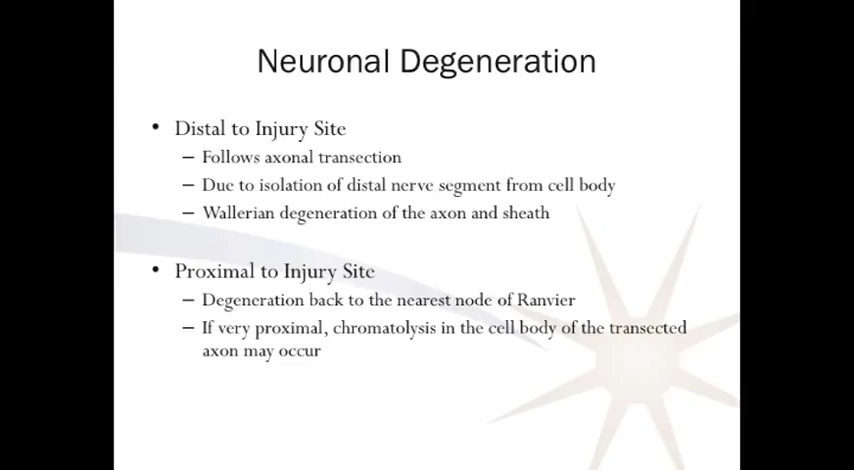 Neuronal Degeneration
• Distal to Injury Site
– Follows axonal transection
– Due to isolation of distal nerve segment from cell body
– Wallerian degeneration of the axon and sheath
• Proximal to Injury Site
– Degeneration back to the nearest node of Ranvier
– If very proximal, chromatolysis in the cell body of the transected
axon may occur